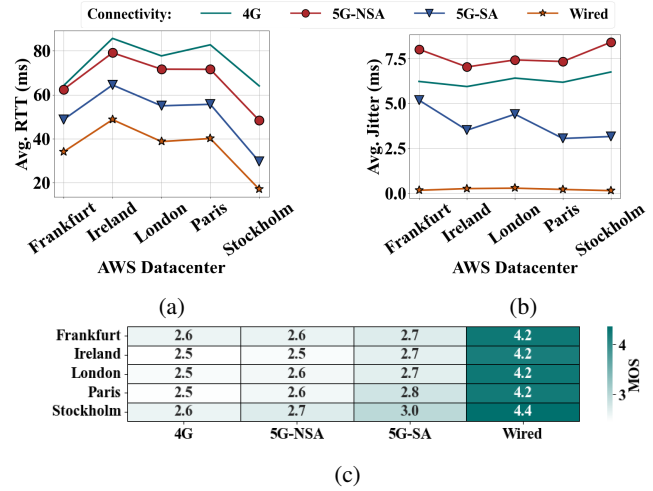 Connectivity: 4G 5G-NSA 5G-SA Wired
Avg. RTT (ms)
80
60
40
20
Frankfurt
Ireland
London
Paris
Stockholm
AWS Datacenter
(a)
Avg. Jitter (ms)
7.5
5.0
2.5
0.0
Frankfurt
Ireland
London
Paris
Stockholm
AWS Datacenter
(b)
Frankfurt 2.6 2.6 2.7 4.2
Ireland 2.5 2.5 2.7 4.2
London 2.5 2.6 2.7 4.2
Paris 2.5 2.6 2.8 4.2
Stockholm 2.6 2.7 3.0 4.4
4G 5G-NSA 5G-SA Wired
4
3
MOS
(c)